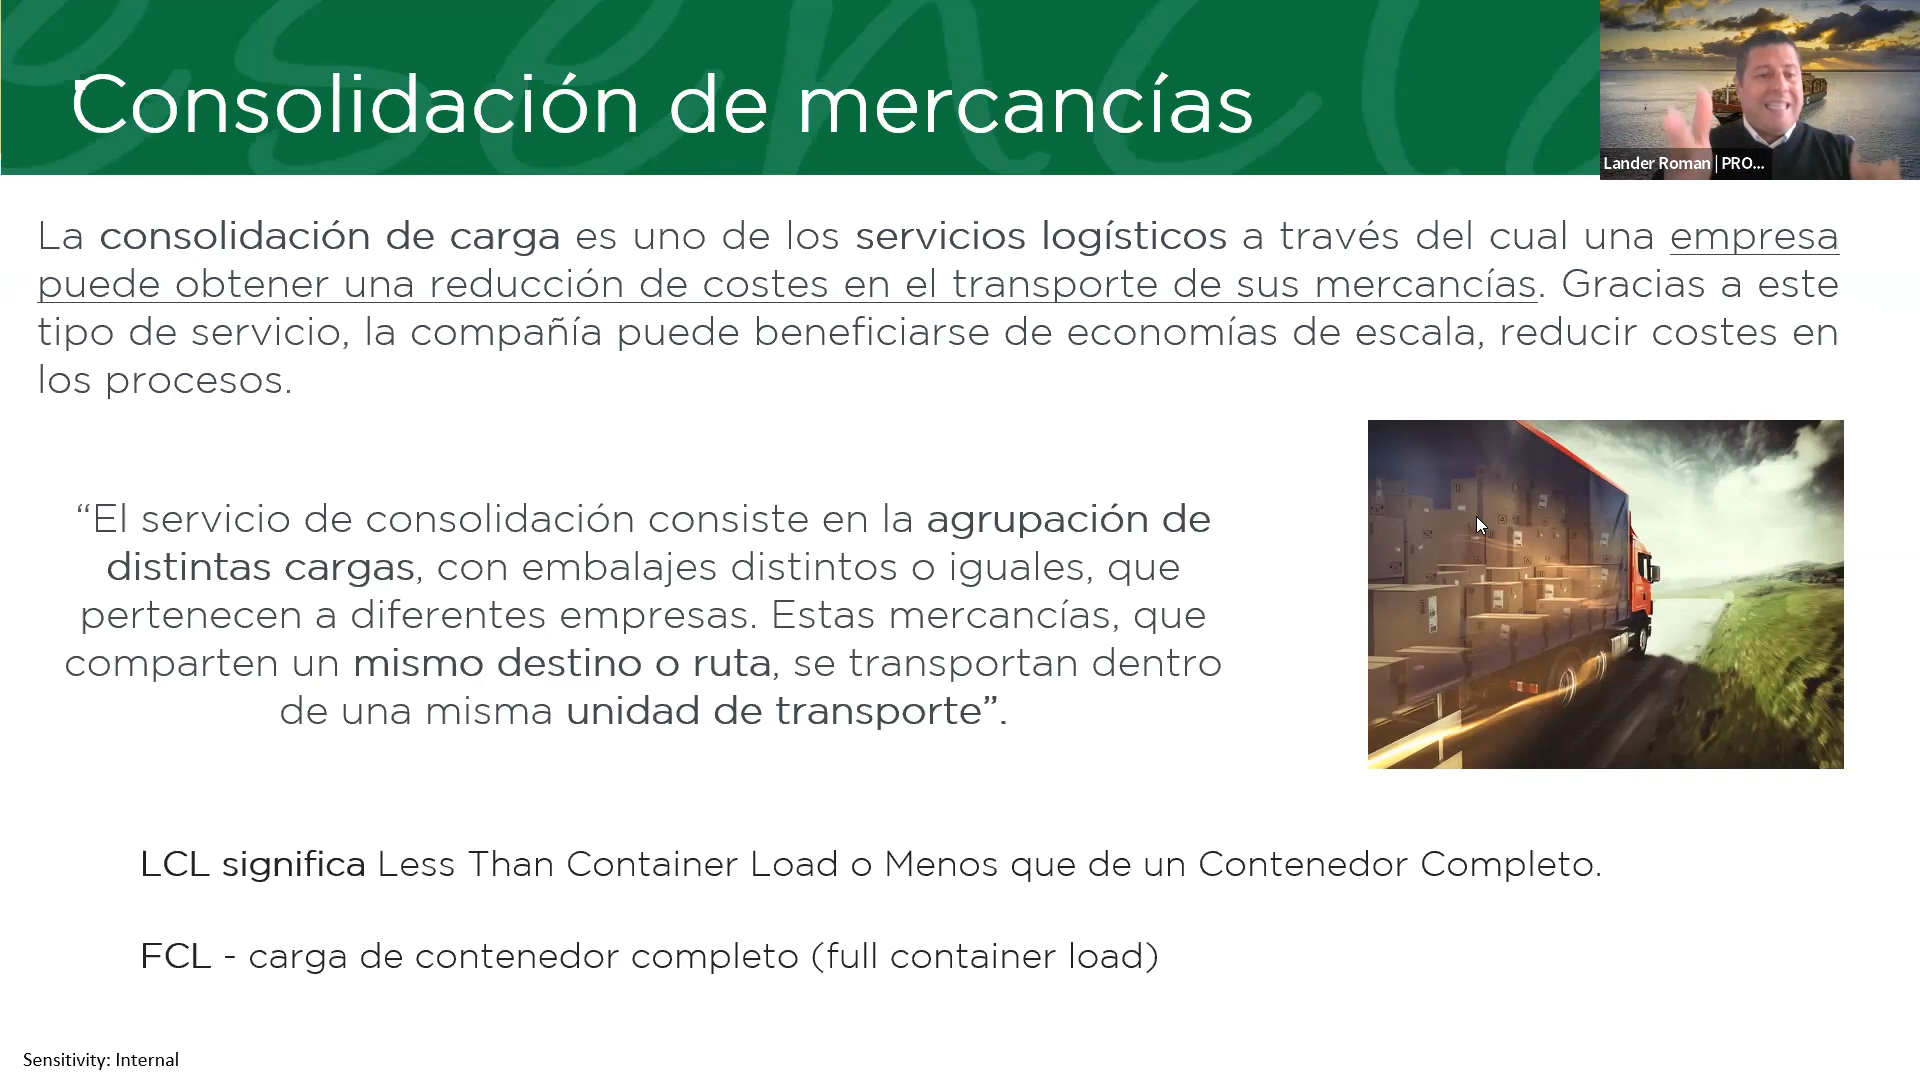 Consolidación de mercancías
Lander Roman | PRO...
La consolidación de carga es uno de los servicios logísticos a través del cual una empresa
puede obtener una reducción de costes en el transporte de sus mercancías. Gracias a este
tipo de servicio, la compañía puede beneficiarse de economías de escala, reducir costes en
los procesos.
“El servicio de consolidación consiste en la agrupación de
distintas cargas, con embalajes distintos o iguales, que
pertenecen a diferentes empresas. Estas mercancías, que
comparten un mismo destino o ruta, se transportan dentro
de una misma unidad de transporte”.
LCL significa Less Than Container Load o Menos que de un Contenedor Completo.
FCL - carga de contenedor completo (full container load)
Sensitivity: Internal